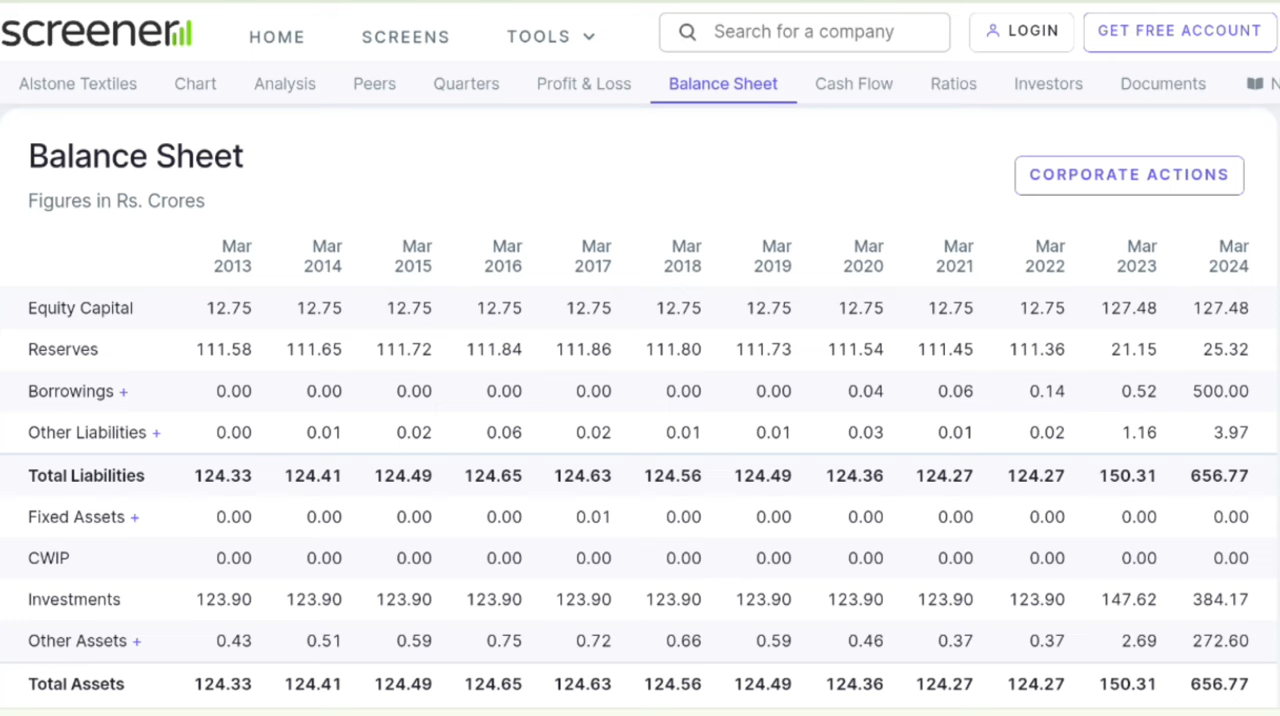 screener
HOME SCREENS TOOLS Search for a company LOGIN GET FREE ACCOUNT
Alstone Textiles Chart Analysis Peers Quarters Profit & Loss Balance Sheet Cash Flow Ratios Investors Documents N
Balance Sheet
CORPORATE ACTIONS
Figures in Rs. Crores
Mar 2013 Mar 2014 Mar 2015 Mar 2016 Mar 2017 Mar 2018 Mar 2019 Mar 2020 Mar 2021 Mar 2022 Mar 2023 Mar 2024
Equity Capital 12.75 12.75 12.75 12.75 12.75 12.75 12.75 12.75 12.75 12.75 127.48 127.48
Reserves 111.58 111.65 111.72 111.84 111.86 111.80 111.73 111.54 111.45 111.36 21.15 25.32
Borrowings + 0.00 0.00 0.00 0.00 0.00 0.00 0.00 0.04 0.06 0.14 0.52 500.00
Other Liabilities + 0.00 0.01 0.02 0.06 0.02 0.01 0.01 0.03 0.01 0.02 1.16 3.97
Total Liabilities 124.33 124.41 124.49 124.65 124.63 124.56 124.49 124.36 124.27 124.27 150.31 656.77
Fixed Assets + 0.00 0.00 0.00 0.00 0.01 0.00 0.00 0.00 0.00 0.00 0.00 0.00
CWIP 0.00 0.00 0.00 0.00 0.00 0.00 0.00 0.00 0.00 0.00 0.00 0.00
Investments 123.90 123.90 123.90 123.90 123.90 123.90 123.90 123.90 123.90 123.90 147.62 384.17
Other Assets + 0.43 0.51 0.59 0.75 0.72 0.66 0.59 0.46 0.37 0.37 2.69 272.60
Total Assets 124.33 124.41 124.49 124.65 124.63 124.56 124.49 124.36 124.27 124.27 150.31 656.77